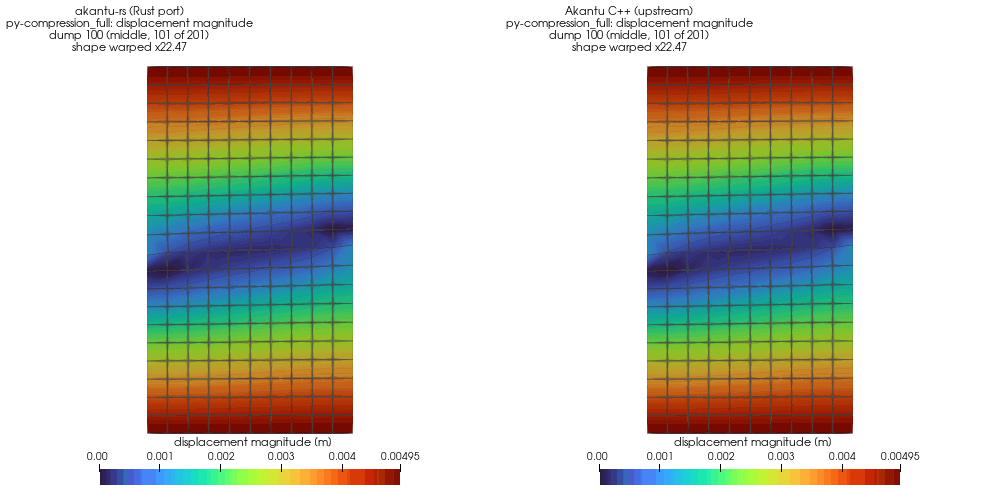 akantu-rs (Rust port)
py-compression_full: displacement magnitude
dump 100 (middle, 101 of 201)
shape warped x22.47
displacement magnitude (m)
0.00 0.001 0.002 0.003 0.004 0.00495
Akantu C++ (upstream)
py-compression_full: displacement magnitude
dump 100 (middle, 101 of 201)
shape warped x22.47
displacement magnitude (m)
0.00 0.001 0.002 0.003 0.004 0.00495